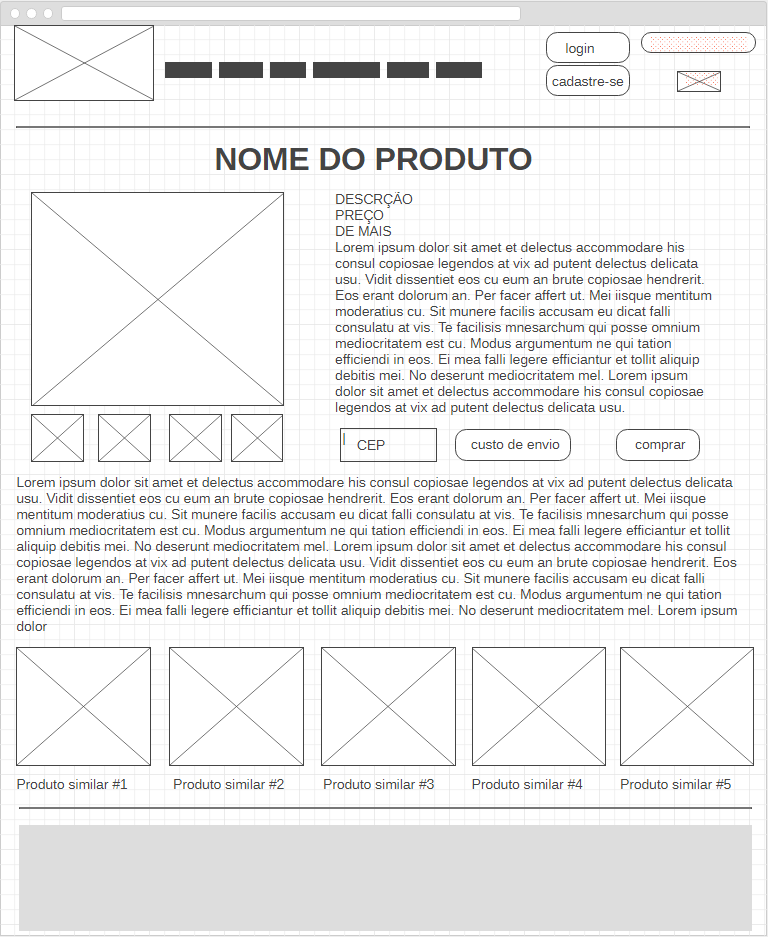 login
cadastre-se
NOME DO PRODUTO
DESCRÇÃO
PREÇO
DE MAIS
Lorem ipsum dolor sit amet et delectus accommodare his
consul copiosae legendos at vix ad putent delectus delicata
usu. Vidit dissentiet eos cu eum an brute copiosae hendrerit.
Eos erant dolorum an. Per facer affert ut. Mei iisque mentitum
moderatius cu. Sit munere facilis accusam eu dicat falli
consulatu at vis. Te facilisis mnesarchum qui posse omnium
mediocritatem est cu. Modus argumentum ne qui tation
efficiendi in eos. Ei mea falli legere efficiantur et tollit aliquip
debitis mei. No deserunt mediocritatem mel. Lorem ipsum
dolor sit amet et delectus accommodare his consul copiosae
legendos at vix ad putent delectus delicata usu.
CEP
custo de envio
comprar
Lorem ipsum dolor sit amet et delectus accommodare his consul copiosae legendos at vix ad putent delectus delicata
usu. Vidit dissentiet eos cu eum an brute copiosae hendrerit. Eos erant dolorum an. Per facer affert ut. Mei iisque
mentitum moderatius cu. Sit munere facilis accusam eu dicat falli consulatu at vis. Te facilisis mnesarchum qui posse
omnium mediocritatem est cu. Modus argumentum ne qui tation efficiendi in eos. Ei mea falli legere efficiantur et tollit
aliquip debitis mei. No deserunt mediocritatem mel. Lorem ipsum dolor sit amet et delectus accommodare his consul
copiosae legendos at vix ad putent delectus delicata usu. Vidit dissentiet eos cu eum an brute copiosae hendrerit. Eos
erant dolorum an. Per facer affert ut. Mei iisque mentitum moderatius cu. Sit munere facilis accusam eu dicat falli
consulatu at vis. Te facilisis mnesarchum qui posse omnium mediocritatem est cu. Modus argumentum ne qui tation
efficiendi in eos. Ei mea falli legere efficiantur et tollit aliquip debitis mei. No deserunt mediocritatem mel. Lorem ipsum
dolor
Produto similar #1
Produto similar #2
Produto similar #3
Produto similar #4
Produto similar #5